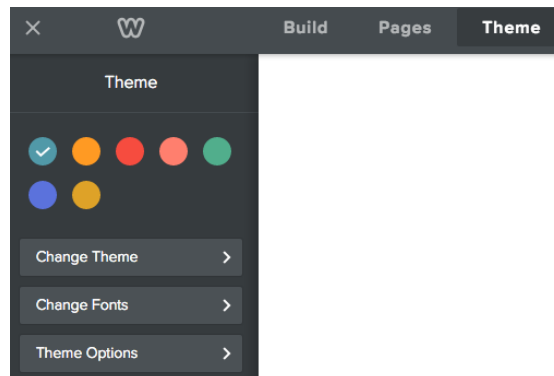 Build Pages Theme
Theme
Change Theme
Change Fonts
Theme Options